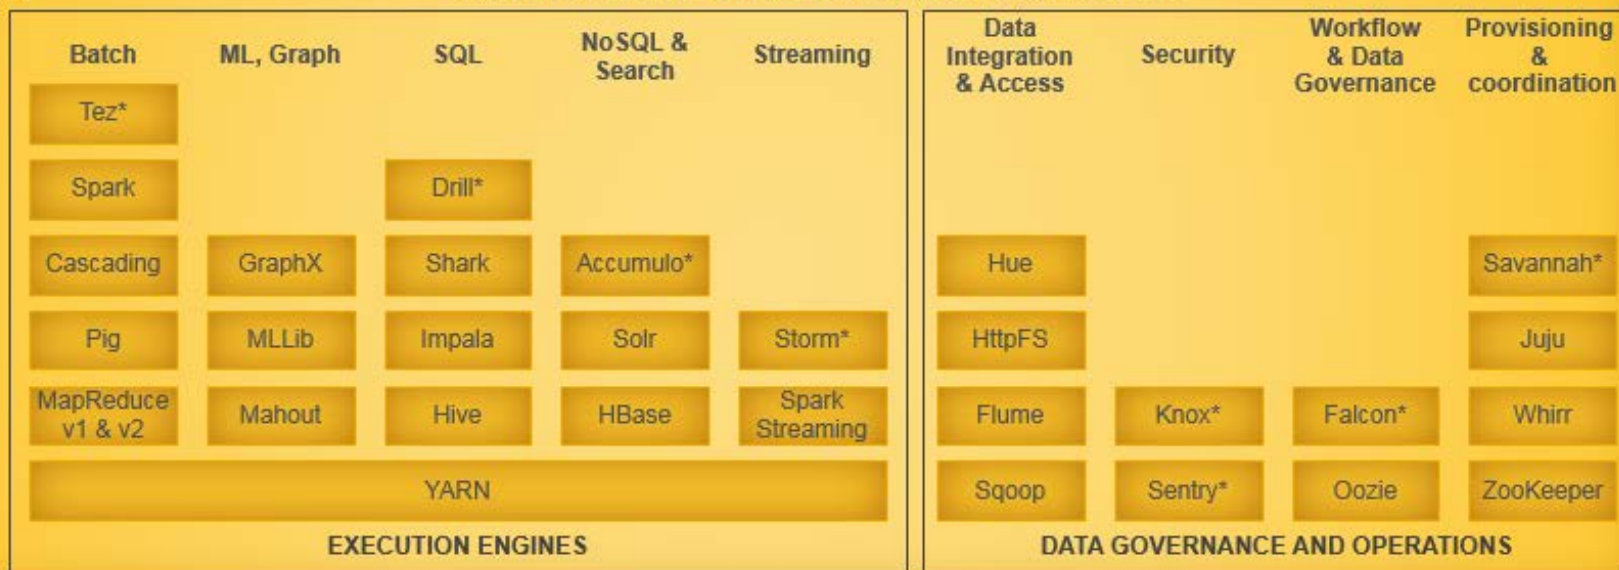 Batch
ML, Graph
SQL
NoSQL &
Search
Streaming
Tez*
Spark
Drill*
Cascading
GraphX
Shark
Accumulo*
Pig
MLLib
Impala
Solr
Storm*
MapReduce
v1 & v2
Mahout
Hive
HBase
Spark
Streaming
YARN
EXECUTION ENGINES
Data
Integration
& Access
Security
Workflow
& Data
Governance
Provisioning
&
coordination
Hue
Savannah*
HttpFS
Juju
Flume
Knox*
Falcon*
Whirr
Sqoop
Sentry*
Oozie
ZooKeeper
DATA GOVERNANCE AND OPERATIONS